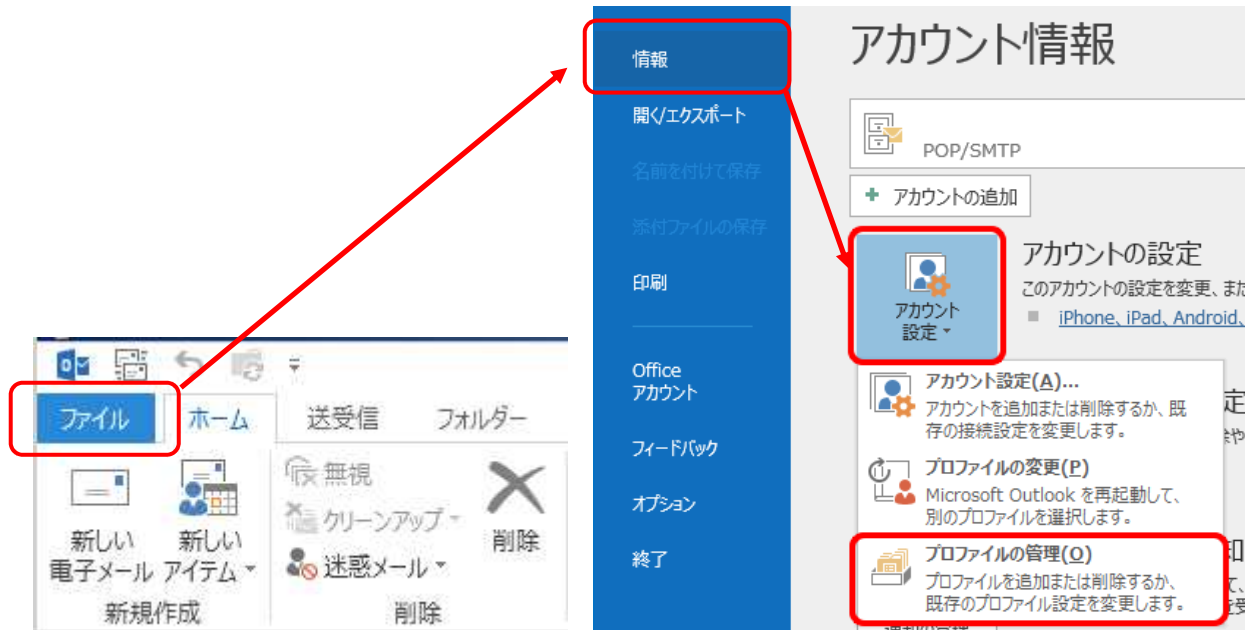 ファイル
ホーム
送受信
フォルダー
新しい
電子メール
新しい
アイテム
新規作成
無視
クリーンアップ
迷惑メール
削除
削除
情報
開く/エクスポート
名前を付けて保存
添付ファイルの保存
印刷
Office
アカウント
フィードバック
オプション
終了
アカウント情報
POP/SMTP
アカウントの追加
アカウント
設定
アカウントの設定
このアカウントの設定を変更、また
iPhone、iPad、Android、
アカウント設定(A)...
アカウントを追加または削除するか、既
存の接続設定を変更します。
プロファイルの変更(P)
Microsoft Outlook を再起動して、
別のプロファイルを選択します。
プロファイルの管理(O)
プロファイルを追加または削除するか、
既存のプロファイル設定を変更します。